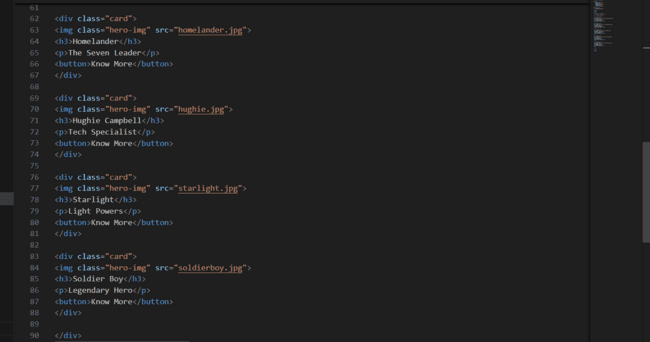 61
62 <div class="card">
63 <img class="hero-img" src="homelander.jpg">
64 <h3>Homelander</h3>
65 <p>The Seven Leader</p>
66 <button>Know More</button>
67 </div>
68
69 <div class="card">
70 <img class="hero-img" src="hughie.jpg">
71 <h3>Hughie Campbell</h3>
72 <p>Tech Specialist</p>
73 <button>Know More</button>
74 </div>
75
76 <div class="card">
77 <img class="hero-img" src="starlight.jpg">
78 <h3>Starlight</h3>
79 <p>Light Powers</p>
80 <button>Know More</button>
81 </div>
82
83 <div class="card">
84 <img class="hero-img" src="soldierboy.jpg">
85 <h3>Soldier Boy</h3>
86 <p>Legendary Hero</p>
87 <button>Know More</button>
88 </div>
89
90 </div>